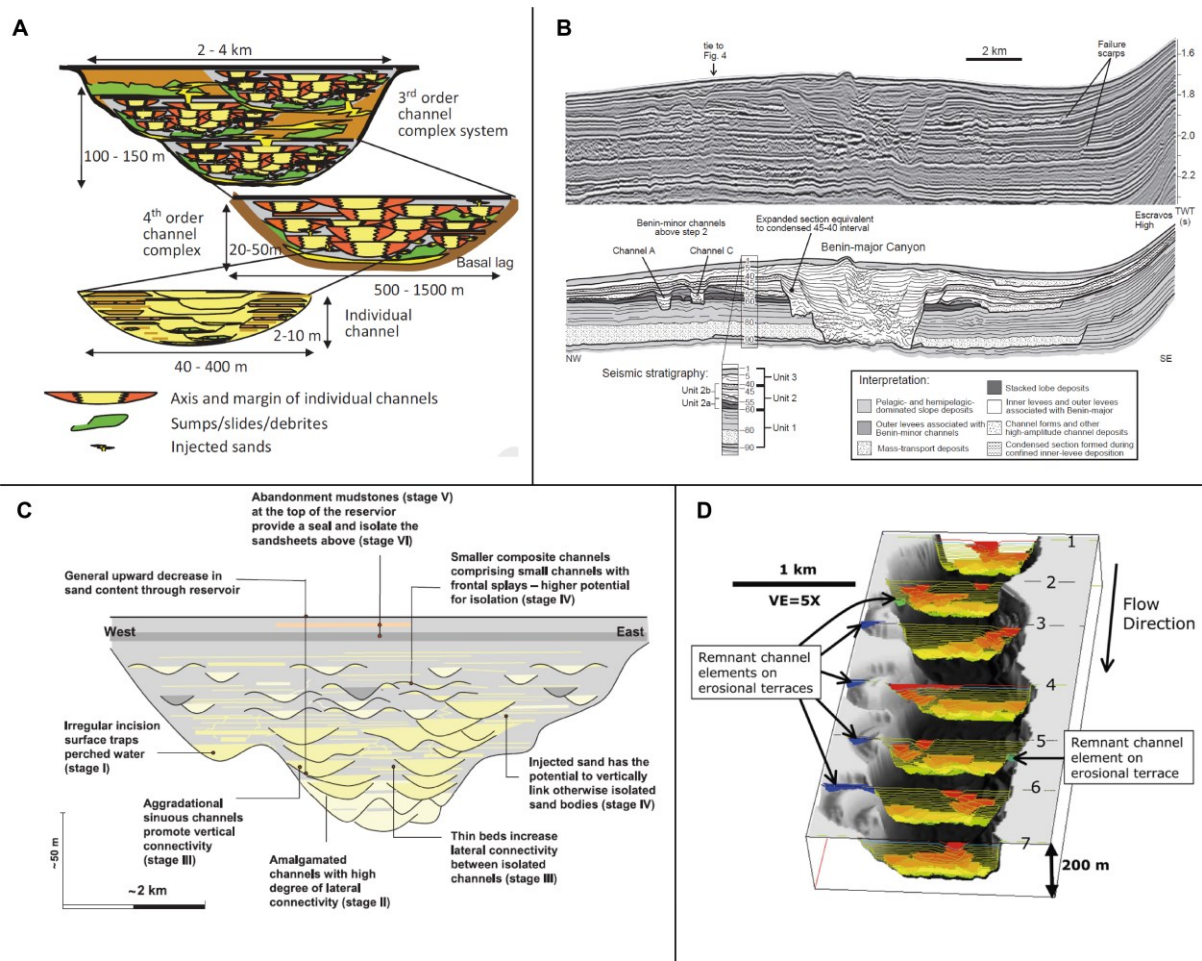 A
2 - 4 km
3rd order
channel
complex system
100 - 150 m
4th order
channel
complex
20-50m
Basal lag
500 - 1500 m
Individual
channel
2-10 m
40 - 400 m
Axis and margin of individual channels
Sumps/slides/debrites
Injected sands
B
tie to
Fig. 4
2 km
Failure
scarps
1.6
1.8
2.0
2.2
TWT
(s)
Benin-minor channels
above step 2
Channel A
Channel C
Expanded section equivalent
to condensed 45-40 interval
Benin-major Canyon
Escravos
High
1
5
80
90
NW
SE
Seismic stratigraphy:
1
5
40
45
55
60
80
90
Unit 2b
Unit 2a
Unit 3
Unit 2
Unit 1
Interpretation:
Pelagic- and hemipelagic-
dominated slope deposits
Outer levees associated with
Benin-minor channels
Mass-transport deposits
Stacked lobe deposits
Inner levees and outer levees
associated with Benin-major
Channel forms and other
high-amplitude channel deposits
Condensed section formed during
confined inner-levee deposition
C
Abandonment mudstones (stage V)
at the top of the reservior
provide a seal and isolate the
sandsheets above (stage VI)
General upward decrease in
sand content through reservoir
Smaller composite channels
comprising small channels with
frontal splays – higher potential
for isolation (stage IV)
West
East
Irregular incision
surface traps
perched water
(stage I)
Aggradational
sinuous channels
promote vertical
connectivity
(stage III)
Amalgamated
channels with high
degree of lateral
connectivity (stage II)
Thin beds increase
lateral connectivity
between isolated
channels (stage III)
Injected sand has the
potential to vertically
link otherwise isolated
sand bodies (stage IV)
~50 m
~2 km
D
1 km
VE=5X
1
2
3
4
5
6
7
Flow
Direction
Remnant channel
elements on
erosional terraces
Remnant channel
element on
erosional terrace
200 m